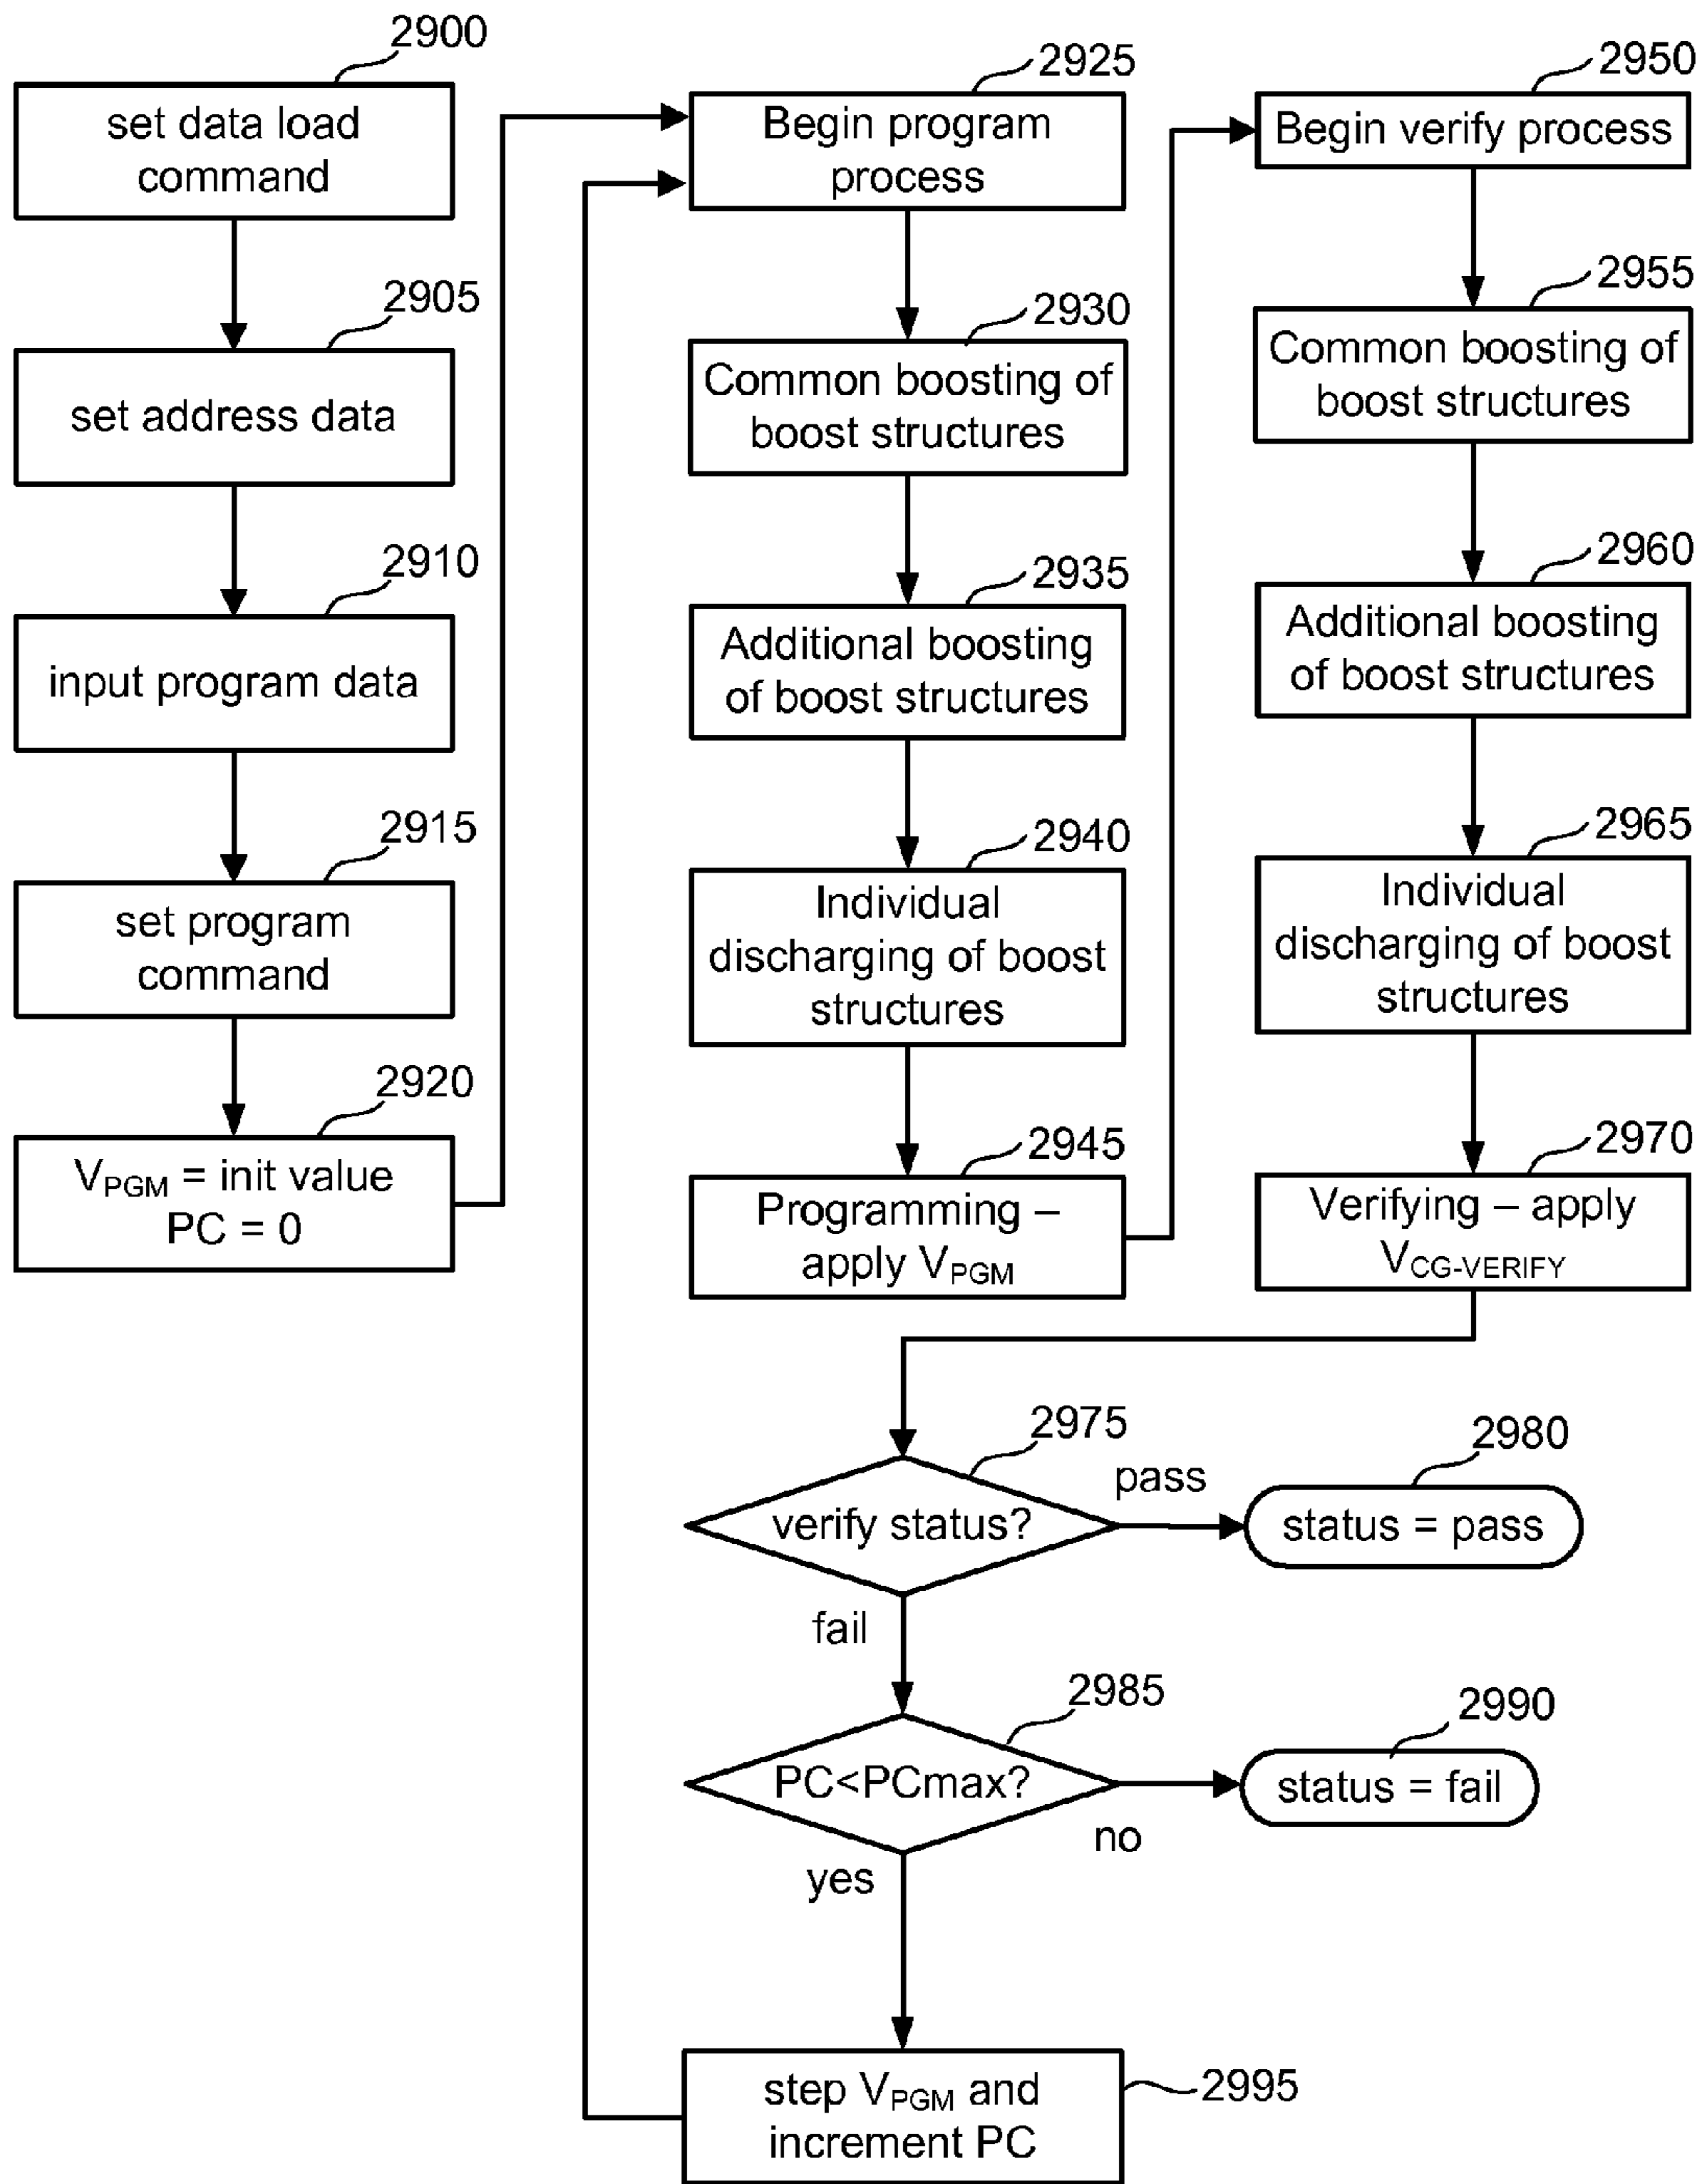 2900
set data load
command
2905
set address data
2910
input program data
2915
set program
command
2920
V_PGM = init value
PC = 0
2925
Begin program
process
2930
Common boosting of
boost structures
2935
Additional boosting
of boost structures
2940
Individual
discharging of boost
structures
2945
Programming –
apply V_PGM
2950
Begin verify process
2955
Common boosting of
boost structures
2960
Additional boosting
of boost structures
2965
Individual
discharging of boost
structures
2970
Verifying – apply
V_CG-VERIFY
2975
verify status?
pass
2980
status = pass
fail
2985
PC<PCmax?
no
2990
status = fail
yes
step V_PGM and
increment PC
2995